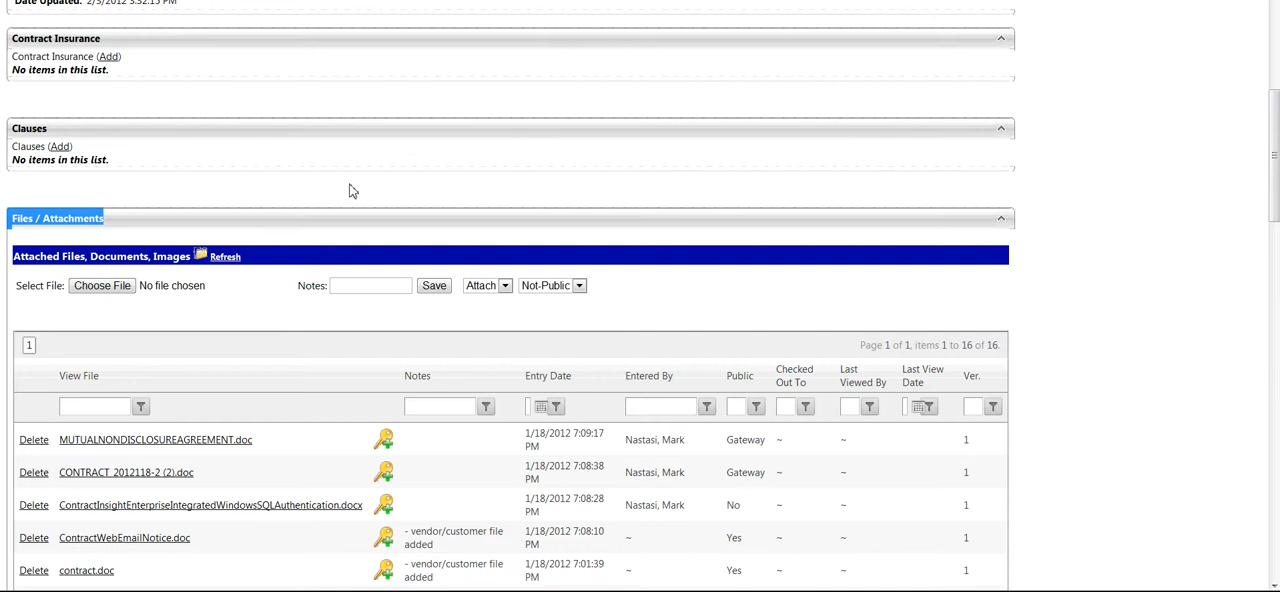 Date Updated: 2/3/2012 3:32:15 PM
Contract Insurance
Contract Insurance (Add)
No items in this list.
Clauses
Clauses (Add)
No items in this list.
Files / Attachments
Attached Files, Documents, Images Refresh
Select File: Choose File No file chosen Notes: Save Attach Not-Public
1 Page 1 of 1, items 1 to 16 of 16.
View File Notes Entry Date Entered By Public Checked Out To Last Viewed By Last View Date Ver.
Delete MUTUALNONDISCLOSUREAGREEMENT.doc 1/18/2012 7:09:17 PM Nastasi, Mark Gateway ~ ~ 1
Delete CONTRACT_2012118-2 (2).doc 1/18/2012 7:08:38 PM Nastasi, Mark Gateway ~ ~ 1
Delete ContractInsightEnterpriseIntegratedWindowsSQLAuthentication.docx 1/18/2012 7:08:28 PM Nastasi, Mark No ~ ~ 1
Delete ContractWebEmailNotice.doc - vendor/customer file added 1/18/2012 7:08:10 PM ~ Yes ~ ~ 1
Delete contract.doc - vendor/customer file added 1/18/2012 7:01:39 PM ~ Yes ~ ~ 1